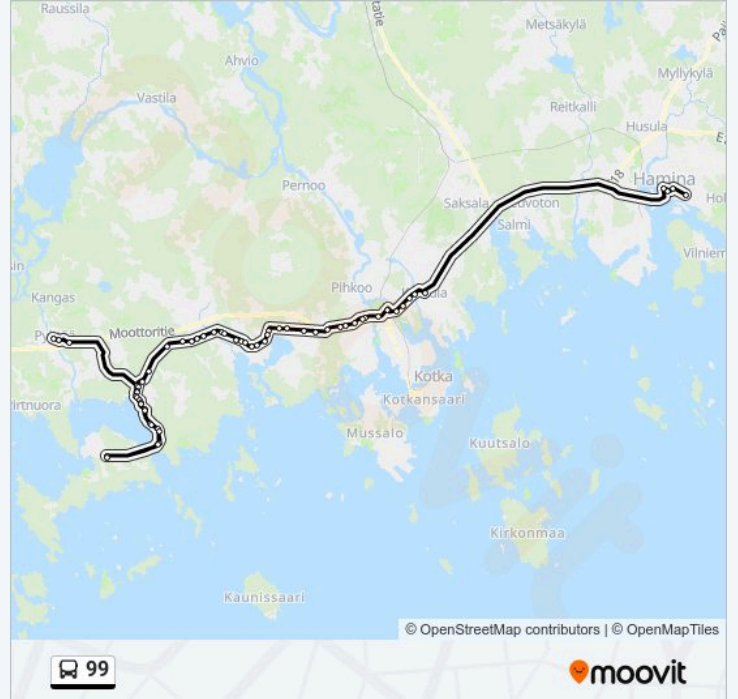 Raussila
Metsäkylä
Ahvio
Myllykylä
Vastila
Reitkalli
Husula
18
Hamina
Pernoo
Saksala
Salmi
Vilniem
Pihkoo
Kangas
Moottoritie
Kotka
Kotkansaari
Mussalo
Kuutsalo
Kirkonmaa
Kaunissaari
© OpenStreetMap contributors | © OpenMapTiles
99
moovit